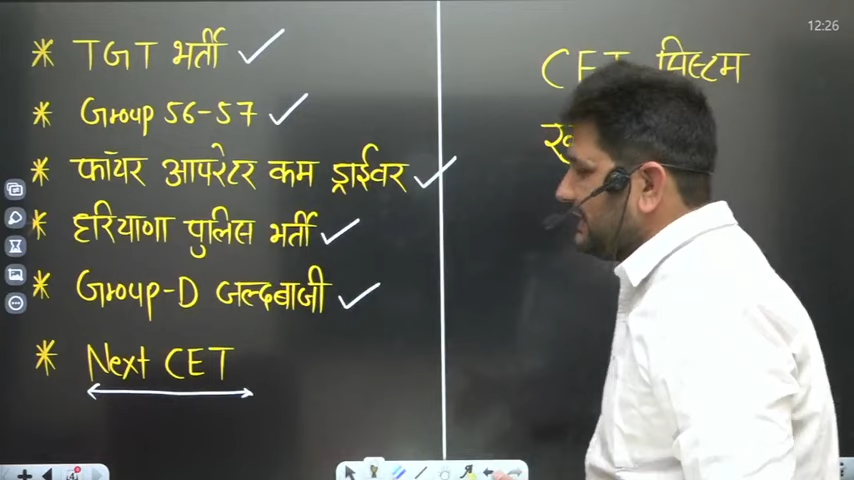 * TGT भर्ती ✓
* Group 56-57 ✓
* फॉयर आपरेटर कम ड्राईवर ✓
* हरियाणा पुलिस भर्ती ✓
* Group-D जल्दबाजी ✓
* Next CET
CET सिस्टम
12:26